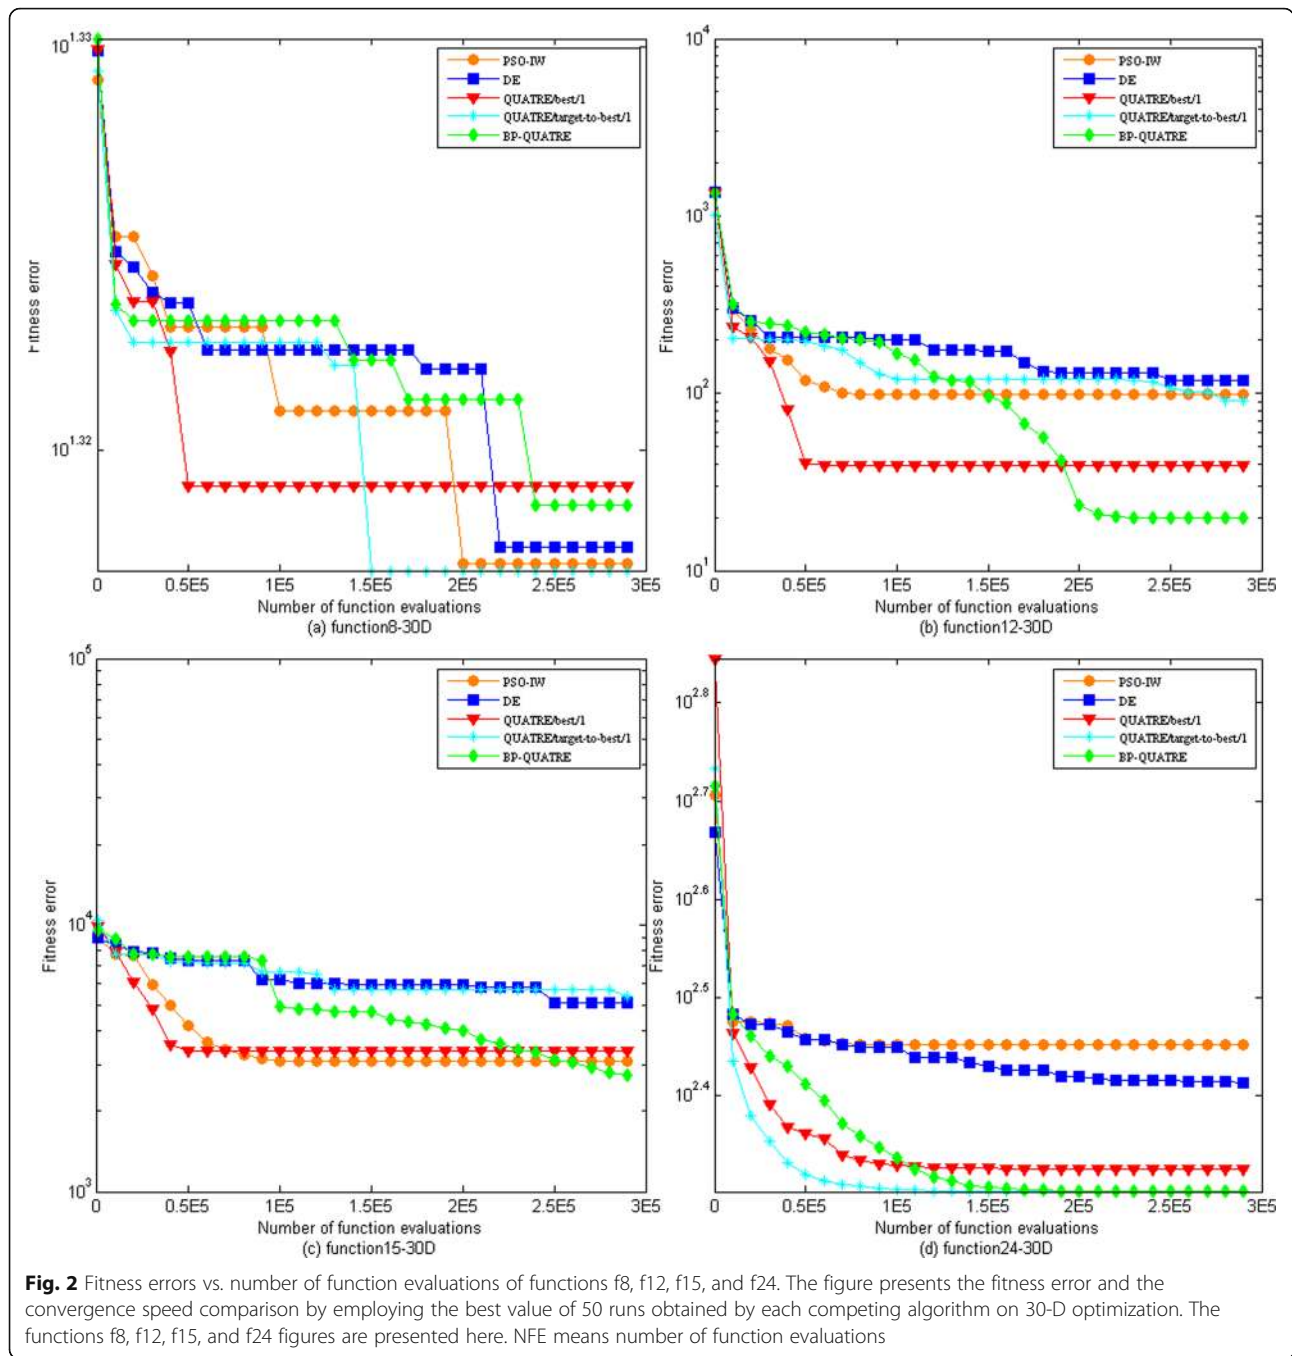 10^1.33
10^1.32
Fitness error
PSO-IW
DE
QUATRE/best/1
QUATRE/target-to-best/1
BP-QUATRE
0 0.5E5 1E5 1.5E5 2E5 2.5E5 3E5
Number of function evaluations
(a) function8-30D
10^4
10^3
10^2
10^1
Fitness error
PSO-IW
DE
QUATRE/best/1
QUATRE/target-to-best/1
BP-QUATRE
0 0.5E5 1E5 1.5E5 2E5 2.5E5 3E5
Number of function evaluations
(b) function12-30D
10^5
10^4
10^3
Fitness error
PSO-IW
DE
QUATRE/best/1
QUATRE/target-to-best/1
BP-QUATRE
0 0.5E5 1E5 1.5E5 2E5 2.5E5 3E5
Number of function evaluations
(c) function15-30D
10^2.8
10^2.7
10^2.6
10^2.5
10^2.4
Fitness error
PSO-IW
DE
QUATRE/best/1
QUATRE/target-to-best/1
BP-QUATRE
0 0.5E5 1E5 1.5E5 2E5 2.5E5 3E5
Number of function evaluations
(d) function24-30D
Fig. 2 Fitness errors vs. number of function evaluations of functions f8, f12, f15, and f24. The figure presents the fitness error and the
convergence speed comparison by employing the best value of 50 runs obtained by each competing algorithm on 30-D optimization. The
functions f8, f12, f15, and f24 figures are presented here. NFE means number of function evaluations